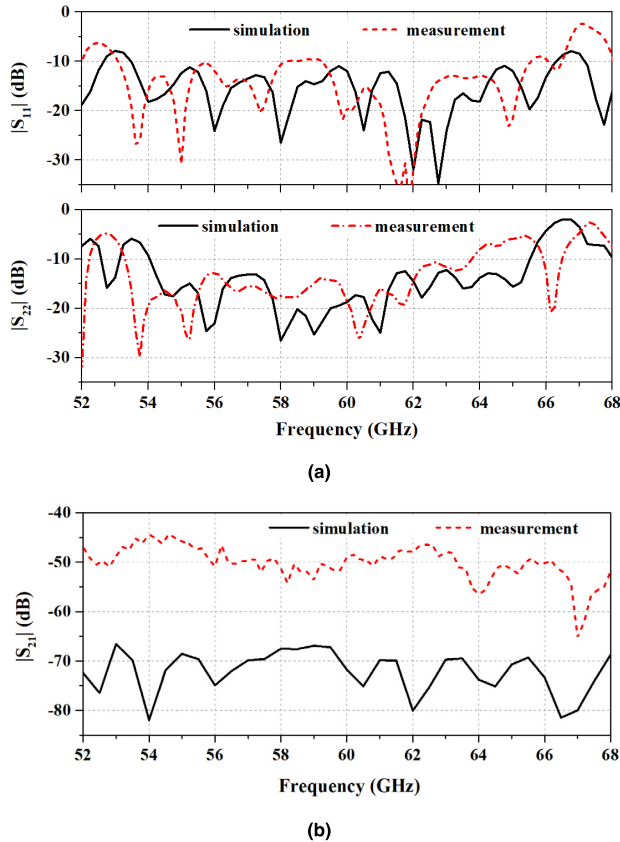 simulation measurement
0
-10
-20
-30
|S11| (dB)
simulation measurement
0
-10
-20
-30
|S22| (dB)
52 54 56 58 60 62 64 66 68
Frequency (GHz)
(a)
-40
simulation measurement
-50
-60
-70
-80
|S21| (dB)
52 54 56 58 60 62 64 66 68
Frequency (GHz)
(b)